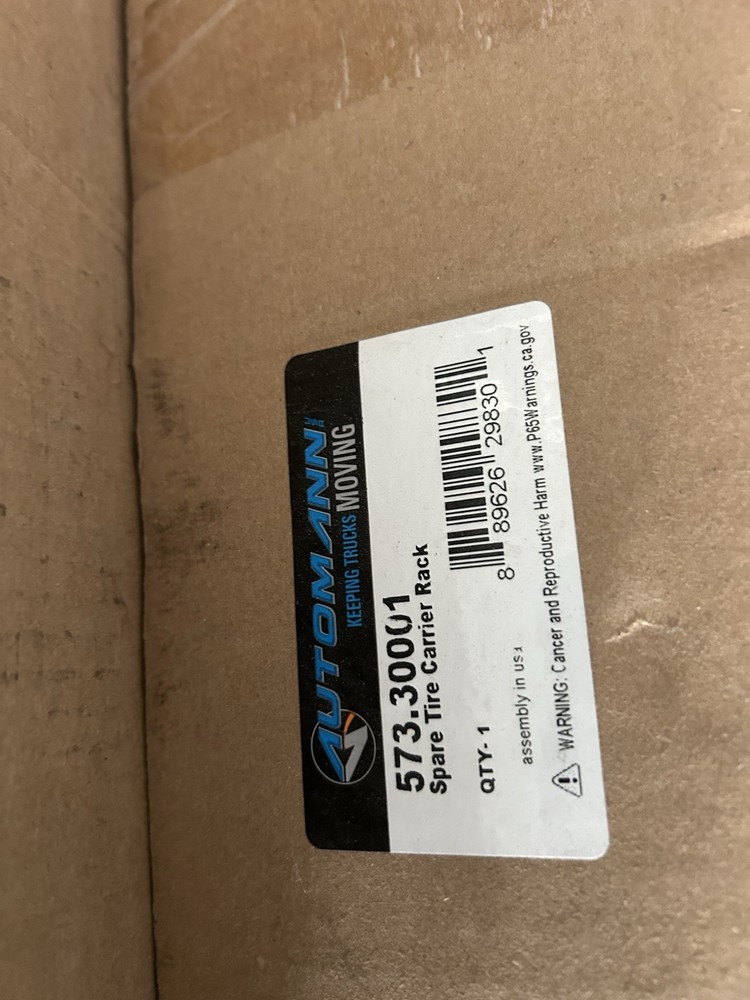 AUTOMANN USA
KEEPING TRUCKS MOVING
573.30001
Spare Tire Carrier Rack
QTY- 1
8 89626 29830 1
assembly in usa
WARNING: Cancer and Reproductive Harm www.P65Warnings.ca.gov